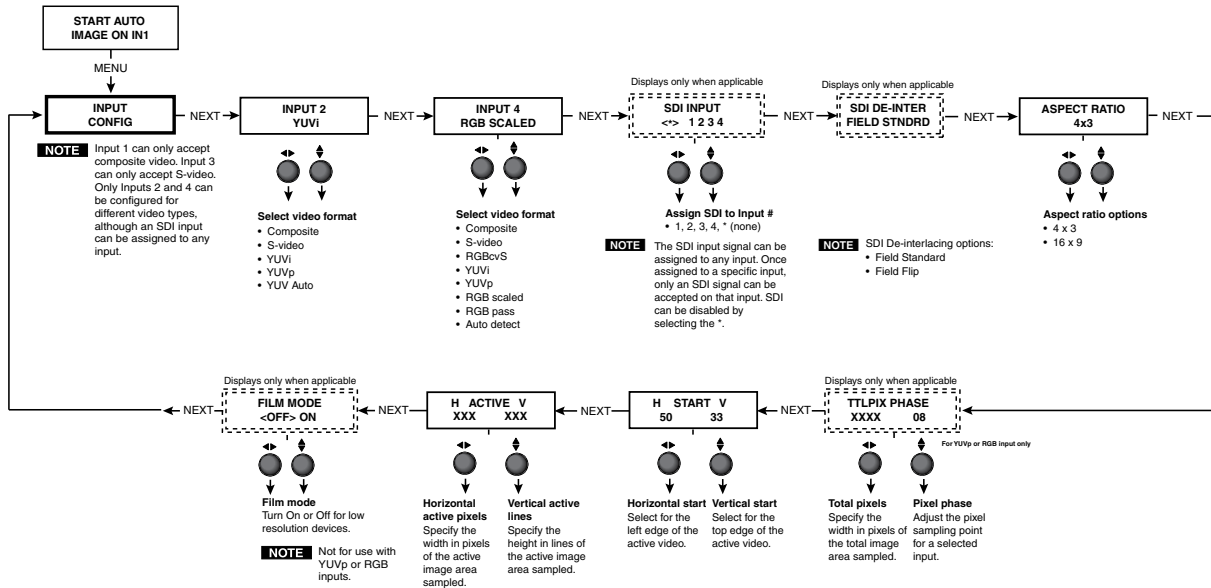 START AUTO
IMAGE ON IN1
MENU
INPUT
CONFIG
NEXT
INPUT 2
YUVi
NEXT
INPUT 4
RGB SCALED
NEXT
Displays only when applicable
SDI INPUT
<*> 1 2 3 4
NEXT
Displays only when applicable
SDI DE-INTER
FIELD STNDRD
NEXT
ASPECT RATIO
4x3
NEXT
NOTE Input 1 can only accept
composite video. Input 3
can only accept S-video.
Only Inputs 2 and 4 can
be configured for
different video types,
although an SDI input
can be assigned to any
input.
Select video format
• Composite
• S-video
• YUVi
• YUVp
• YUV Auto
Select video format
• Composite
• S-video
• RGBcvS
• YUVi
• YUVp
• RGB scaled
• RGB pass
• Auto detect
Assign SDI to Input #
• 1, 2, 3, 4, * (none)
NOTE The SDI input signal can be
assigned to any input. Once
assigned to a specific input,
only an SDI signal can be
accepted on that input. SDI
can be disabled by
selecting the *.
NOTE SDI De-interlacing options:
• Field Standard
• Field Flip
Aspect ratio options
• 4 x 3
• 16 x 9
Displays only when applicable
TTLPIX PHASE
XXXX 08
For YUVp or RGB input only
Total pixels
Specify the
width in pixels of
the total image
area sampled.
Pixel phase
Adjust the pixel
sampling point
for a selected
input.
NEXT
H START V
50 33
Horizontal start
Select for the
left edge of the
active video.
Vertical start
Select for the
top edge of the
active video.
NEXT
H ACTIVE V
XXX XXX
Horizontal
active pixels
Specify the
width in pixels
of the active
image area
sampled.
Vertical active
lines
Specify the
height in lines of
the active image
area sampled.
NEXT
Displays only when applicable
FILM MODE
<OFF> ON
Film mode
Turn On or Off for low
resolution devices.
NOTE Not for use with
YUVp or RGB
inputs.
NEXT